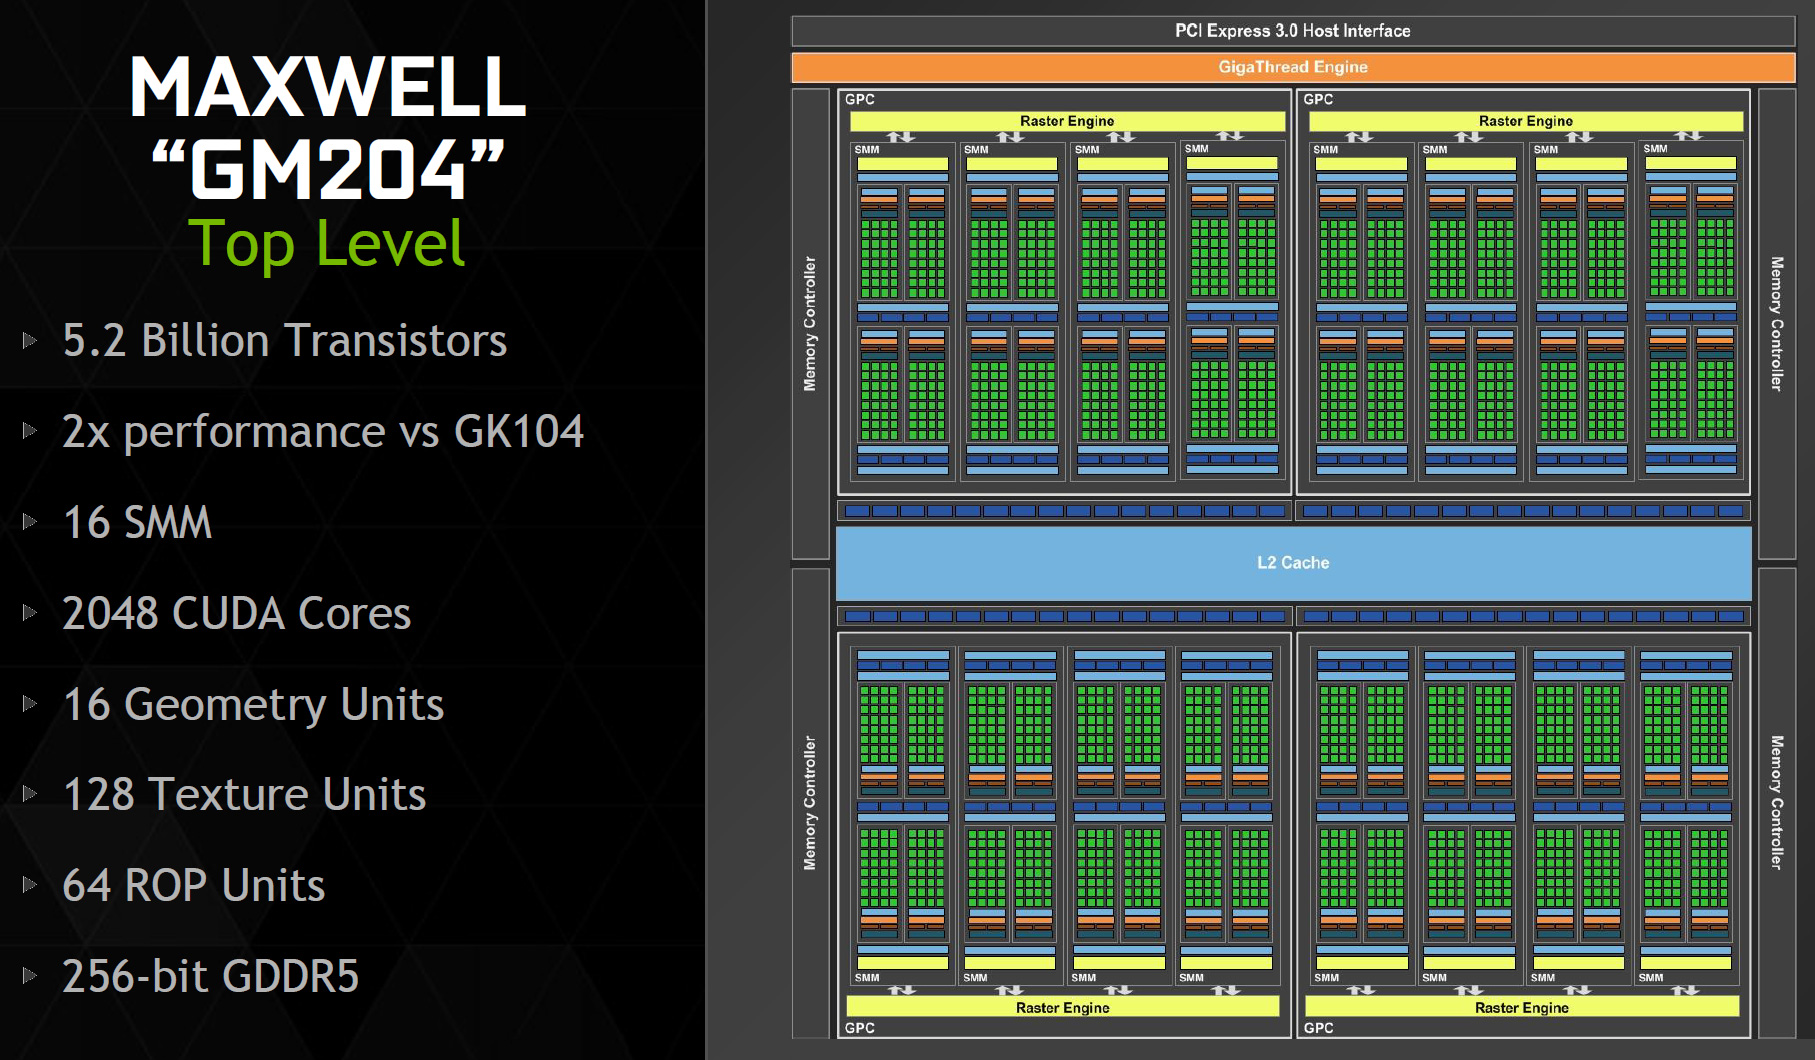 MAXWELL
“GM204”
Top Level
5.2 Billion Transistors
2x performance vs GK104
16 SMM
2048 CUDA Cores
16 Geometry Units
128 Texture Units
64 ROP Units
256-bit GDDR5
PCI Express 3.0 Host Interface
GigaThread Engine
GPC
GPC
Raster Engine
Raster Engine
SMM
SMM
SMM
SMM
SMM
SMM
SMM
SMM
Memory Controller
Memory Controller
L2 Cache
Memory Controller
Memory Controller
SMM
SMM
SMM
SMM
SMM
SMM
SMM
SMM
Raster Engine
Raster Engine
GPC
GPC